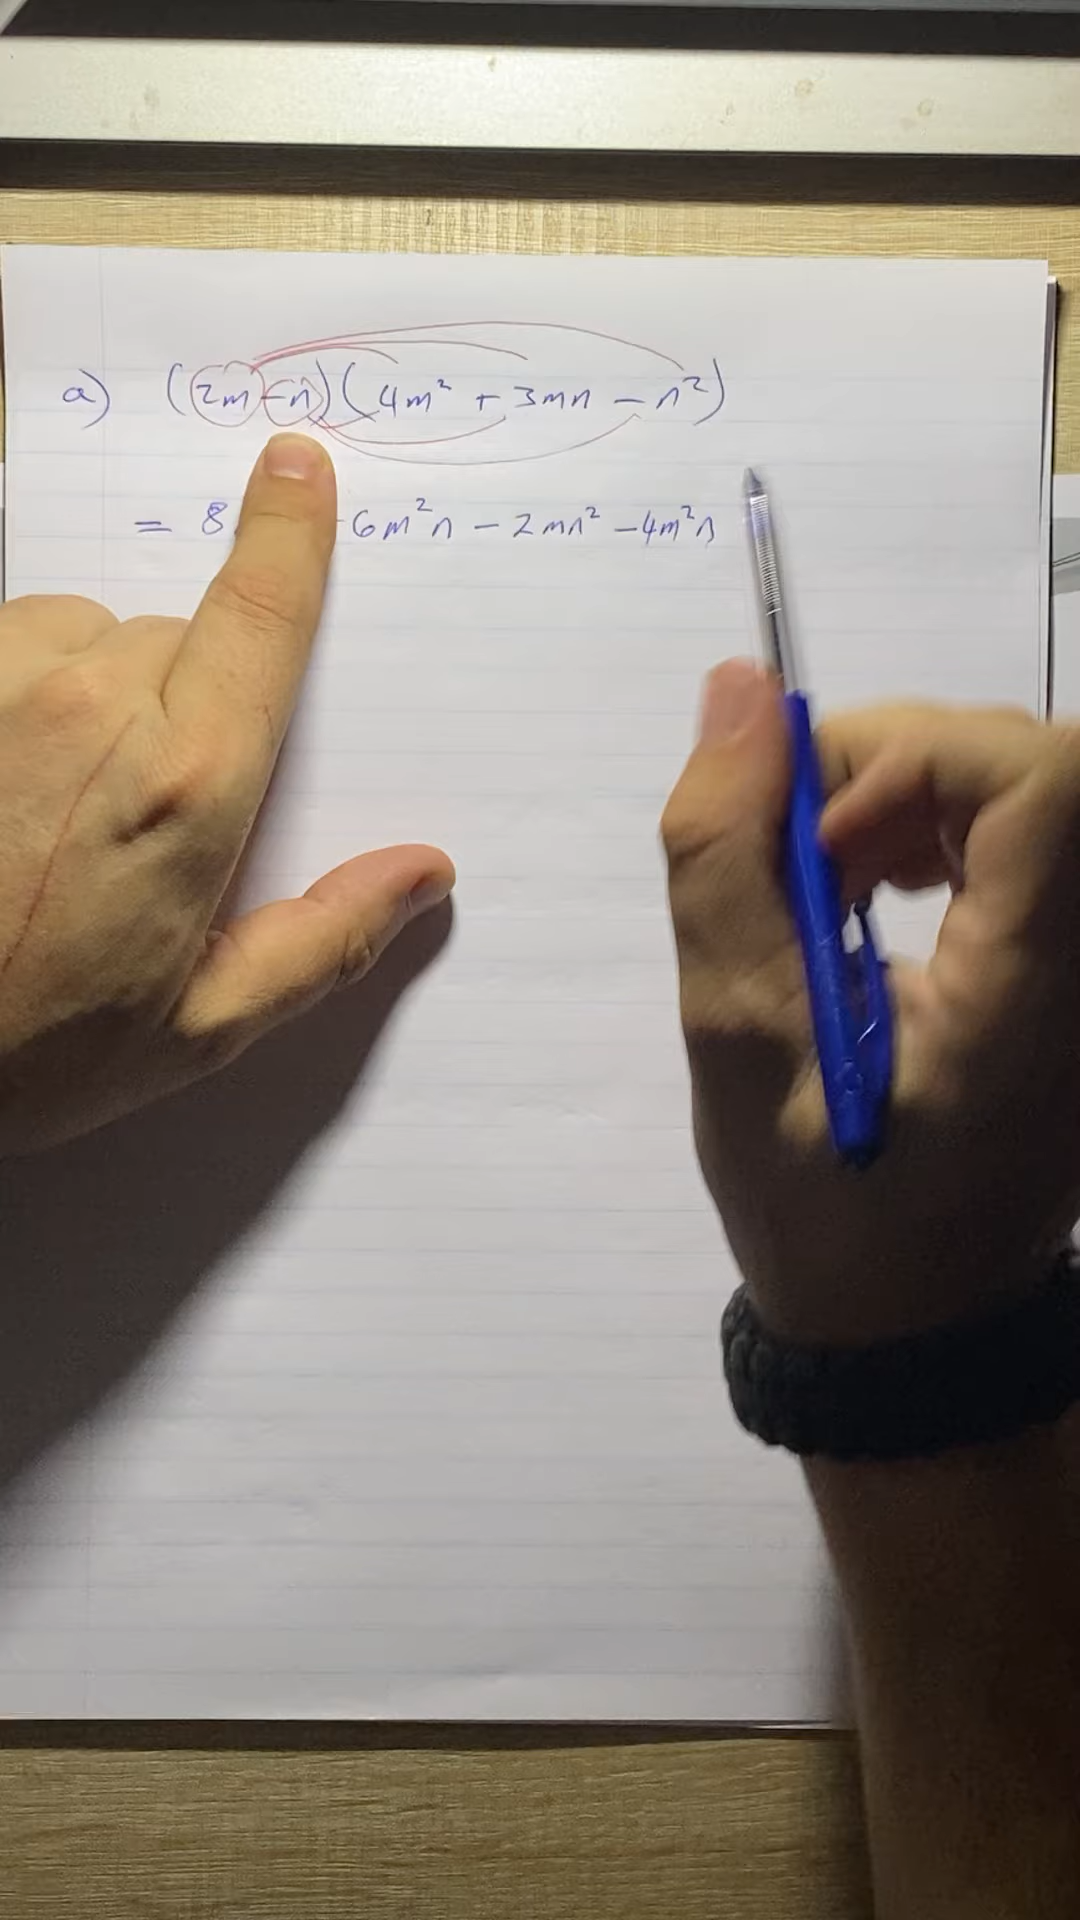 a) (2m-n)(4m² + 3mn - n²)
= 8 6m²n - 2mn² - 4m²n